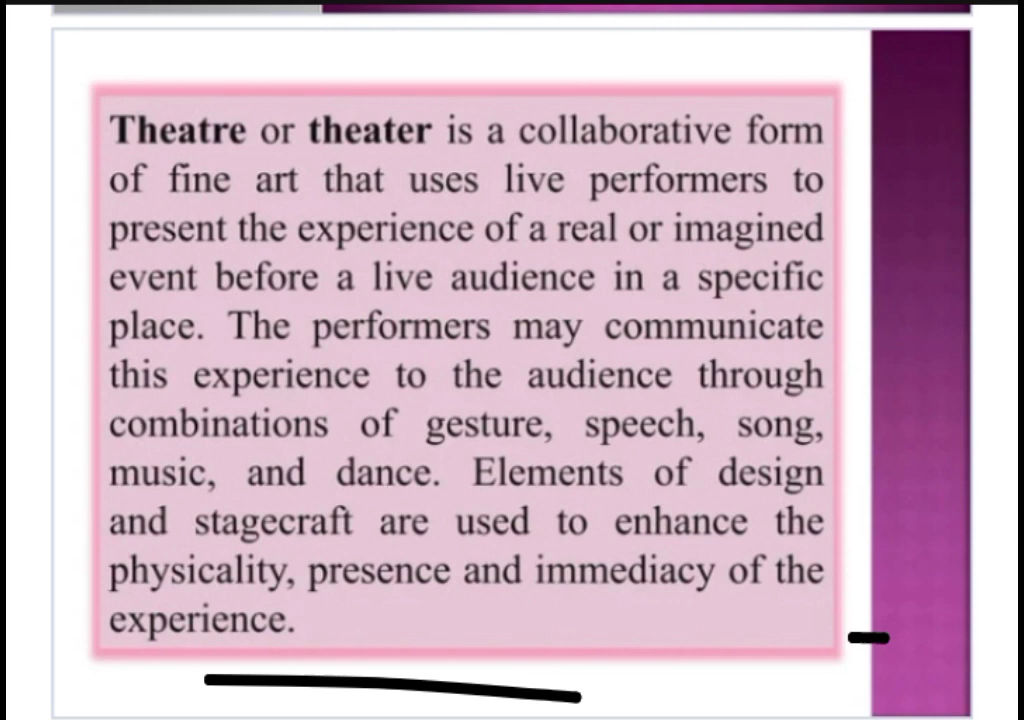 Theatre or theater is a collaborative form
of fine art that uses live performers to
present the experience of a real or imagined
event before a live audience in a specific
place. The performers may communicate
this experience to the audience through
combinations of gesture, speech, song,
music, and dance. Elements of design
and stagecraft are used to enhance the
physicality, presence and immediacy of the
experience.